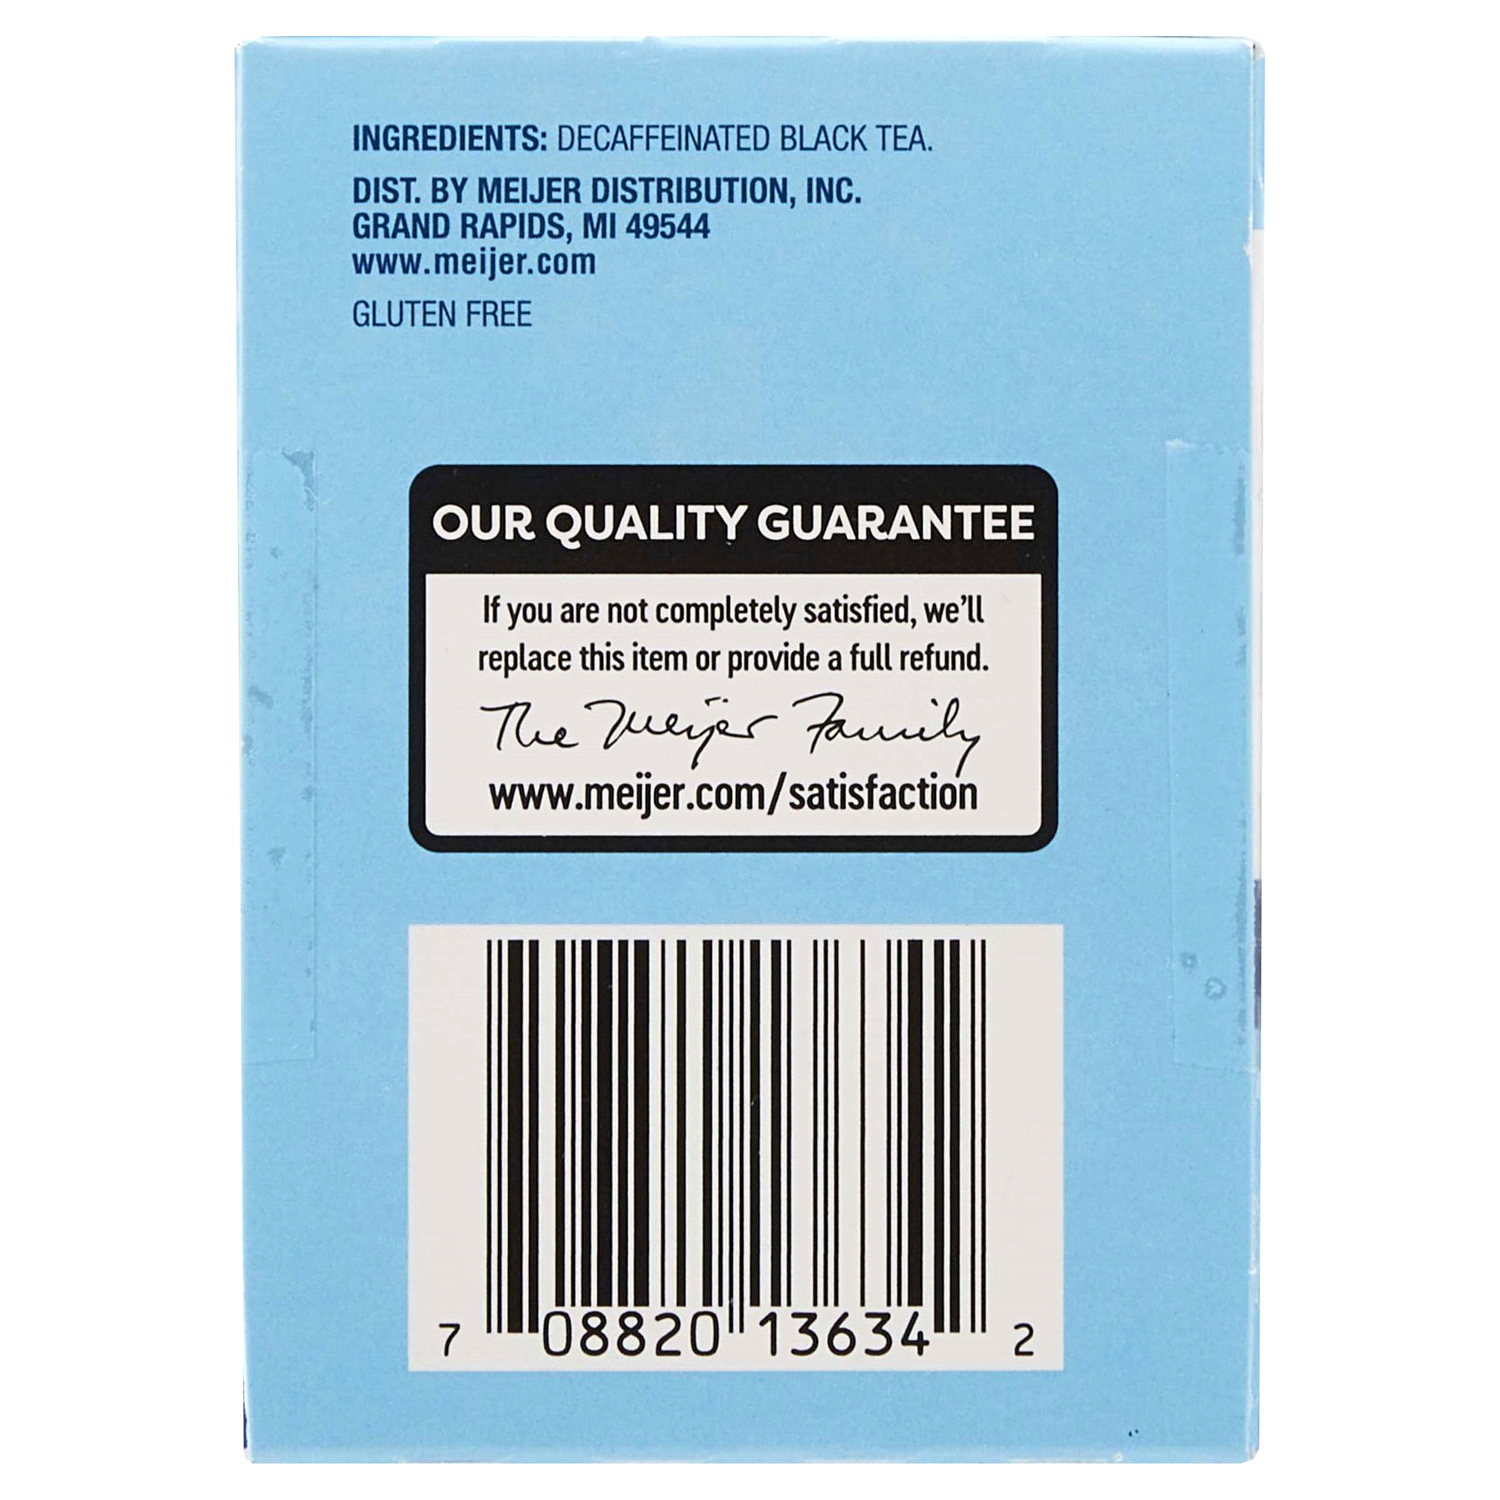 INGREDIENTS: DECAFFEINATED BLACK TEA.
DIST. BY MEIJER DISTRIBUTION, INC.
GRAND RAPIDS, MI 49544
www.meijer.com
GLUTEN FREE
OUR QUALITY GUARANTEE
If you are not completely satisfied, we'll
replace this item or provide a full refund.
The Meijer Family
www.meijer.com/satisfaction
7 08820 13634 2